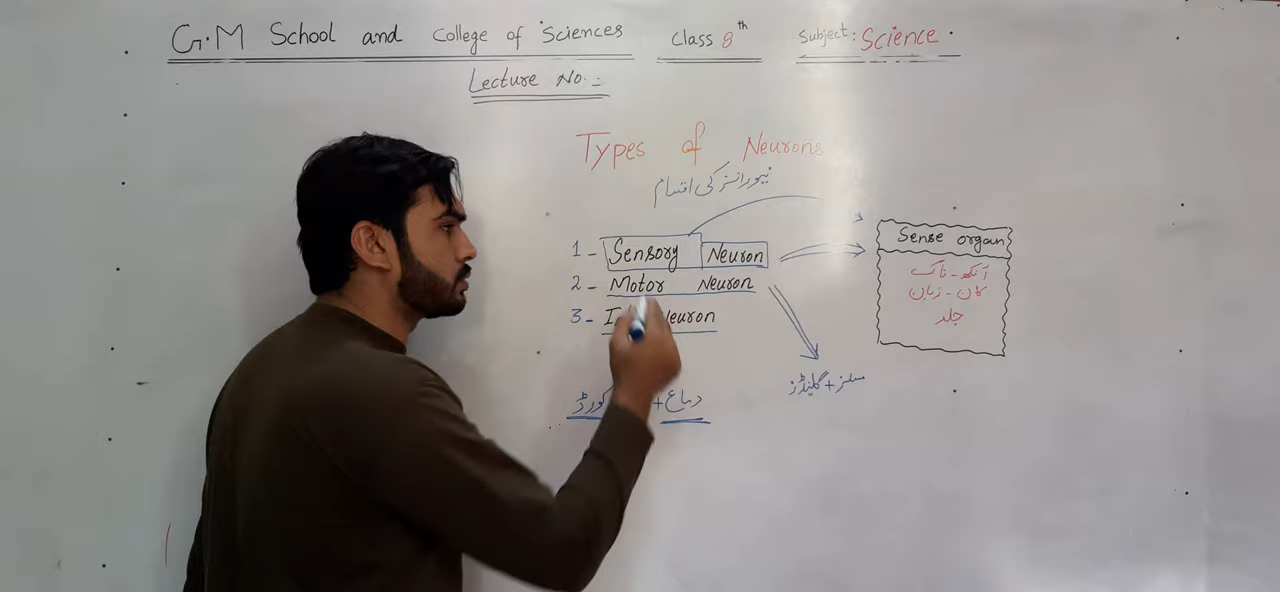 G.M School and College of Sciences Class 8th Subject: Science.
Lecture No. :-
Types of Neurons
نیورانز کی اقسام
1- Sensory Neuron
2- Motor Neuron
3- I Neuron
Sense organ
آنکھ - ناک
کان - زبان
جلد
مسلز + گلینڈز
دماغ + کورڈ